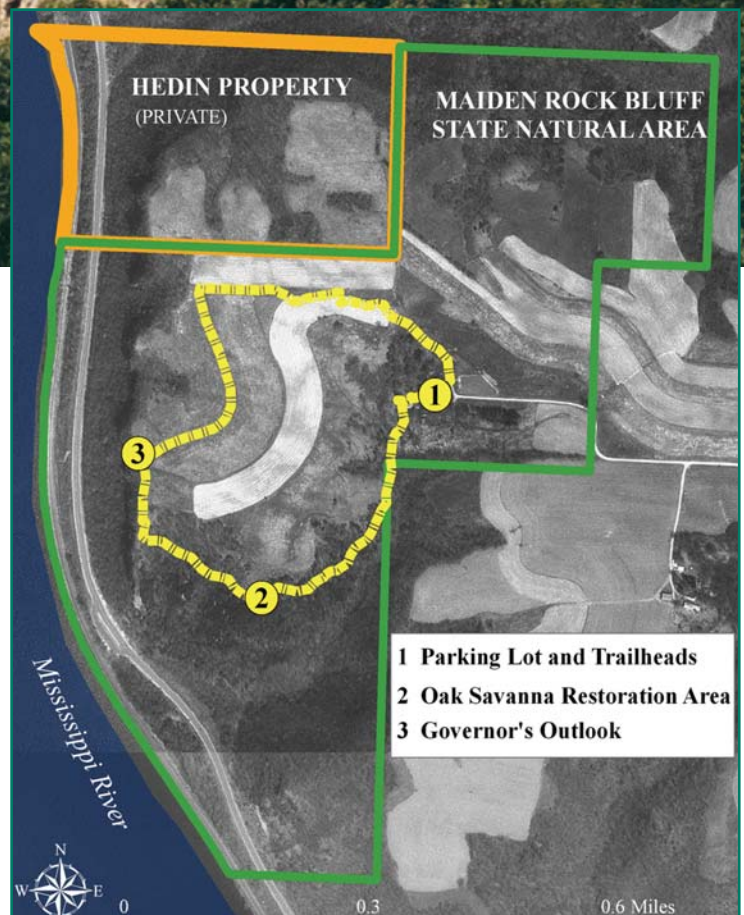 HEDIN PROPERTY
(PRIVATE)
MAIDEN ROCK BLUFF
STATE NATURAL AREA
1
3
2
1 Parking Lot and Trailheads
2 Oak Savanna Restoration Area
3 Governor's Outlook
Mississippi River
N
W E
S
0 0.3 0.6 Miles